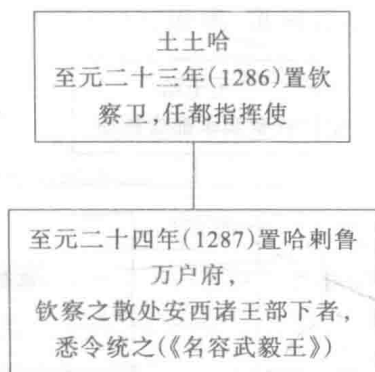 土土哈
至元二十三年(1286)置钦
察卫,任都指挥使
至元二十四年(1287)置哈剌鲁
万户府,
钦察之散处安西诸王部下者,
悉令统之(《名容武毅王》)